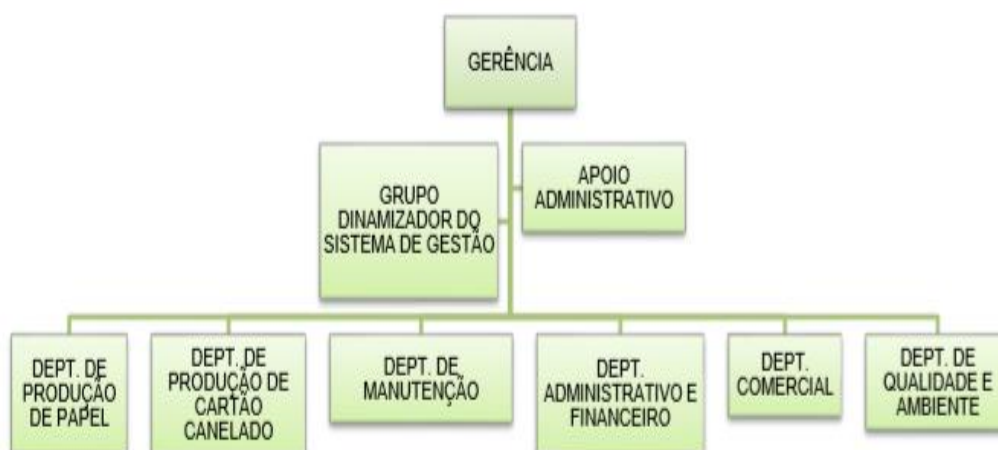 GERÊNCIA
GRUPO
DINAMIZADOR DO
SISTEMA DE GESTÃO
APOIO
ADMINISTRATIVO
DEPT. DE
PRODUÇÃO
DE PAPEL
DEPT. DE
PRODUÇÃO DE
CARTÃO
CANELADO
DEPT. DE
MANUTENÇÃO
DEPT.
ADMINISTRATIVO E
FINANCEIRO
DEPT.
COMERCIAL
DEPT. DE
QUALIDADE E
AMBIENTE